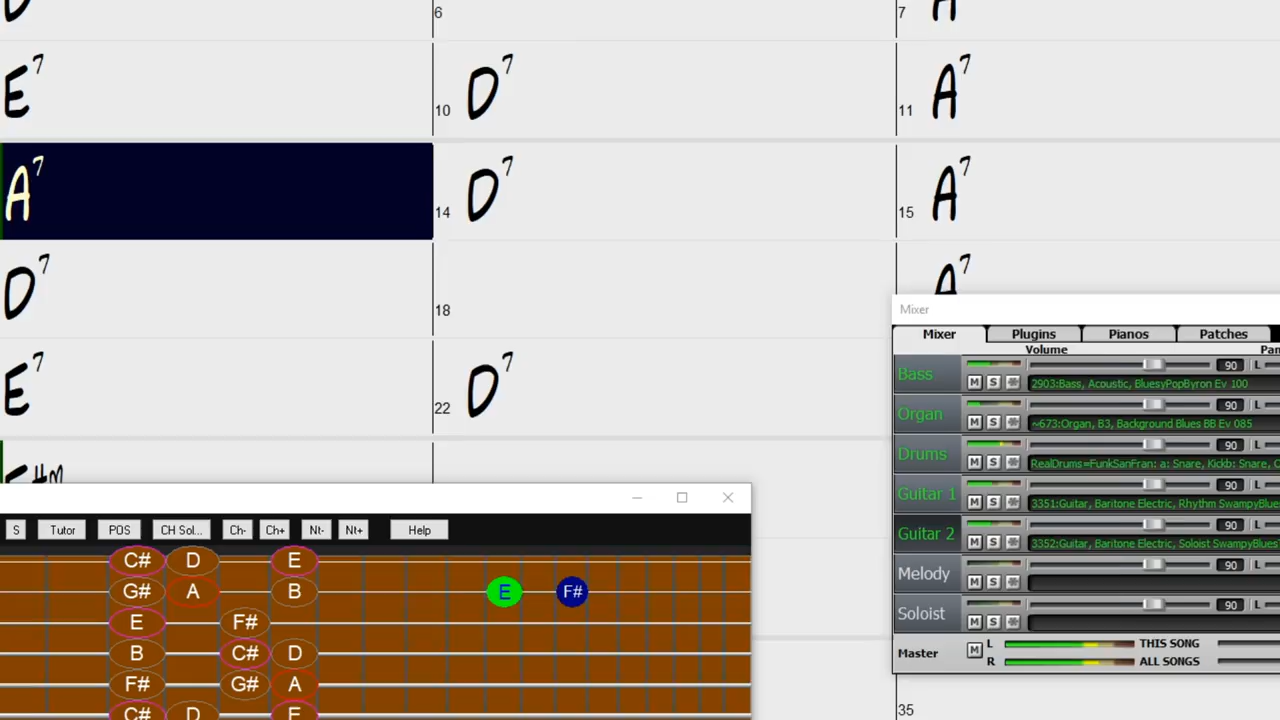 6
7
E7
10 D7
11 A7
A7
14 D7
15 A7
D7
18
A7
E7
22 D7
Mixer
Mixer Plugins Pianos Patches
Volume
Bass 90 L
M S 2903:Bass, Acoustic, BluesyPopByron Ev 100
Organ 90 L
M S ~673:Organ, B3, Background Blues BB Ev 085
Drums 90 L
M S RealDrums=FunkSanFran: a: Snare, Kickb: Snare,
Guitar 1 90 L
M S 3351:Guitar, Baritone Electric, Rhythm SwampyBlues
Guitar 2 90 L
M S 3352:Guitar, Baritone Electric, Soloist SwampyBlues
Melody 90 L
M S
Soloist 90 L
M S
Master M L THIS SONG
R ALL SONGS
35
S Tutor POS CH Sol... Ch- Ch+ Nt- Nt+ Help
C# D E
G# A B E F#
E F#
B C# D
F# G# A
C# D E